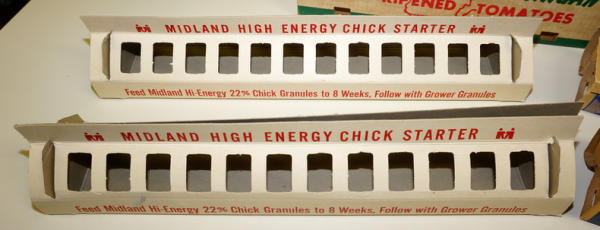 RIPENED TOMATOES
MIDLAND HIGH ENERGY CHICK STARTER
Feed Midland Hi-Energy 22% Chick Granules to 8 Weeks, Follow with Grower Granules
MIDLAND HIGH ENERGY CHICK STARTER
Feed Midland Hi-Energy 22% Chick Granules to 8 Weeks, Follow with Grower Granules